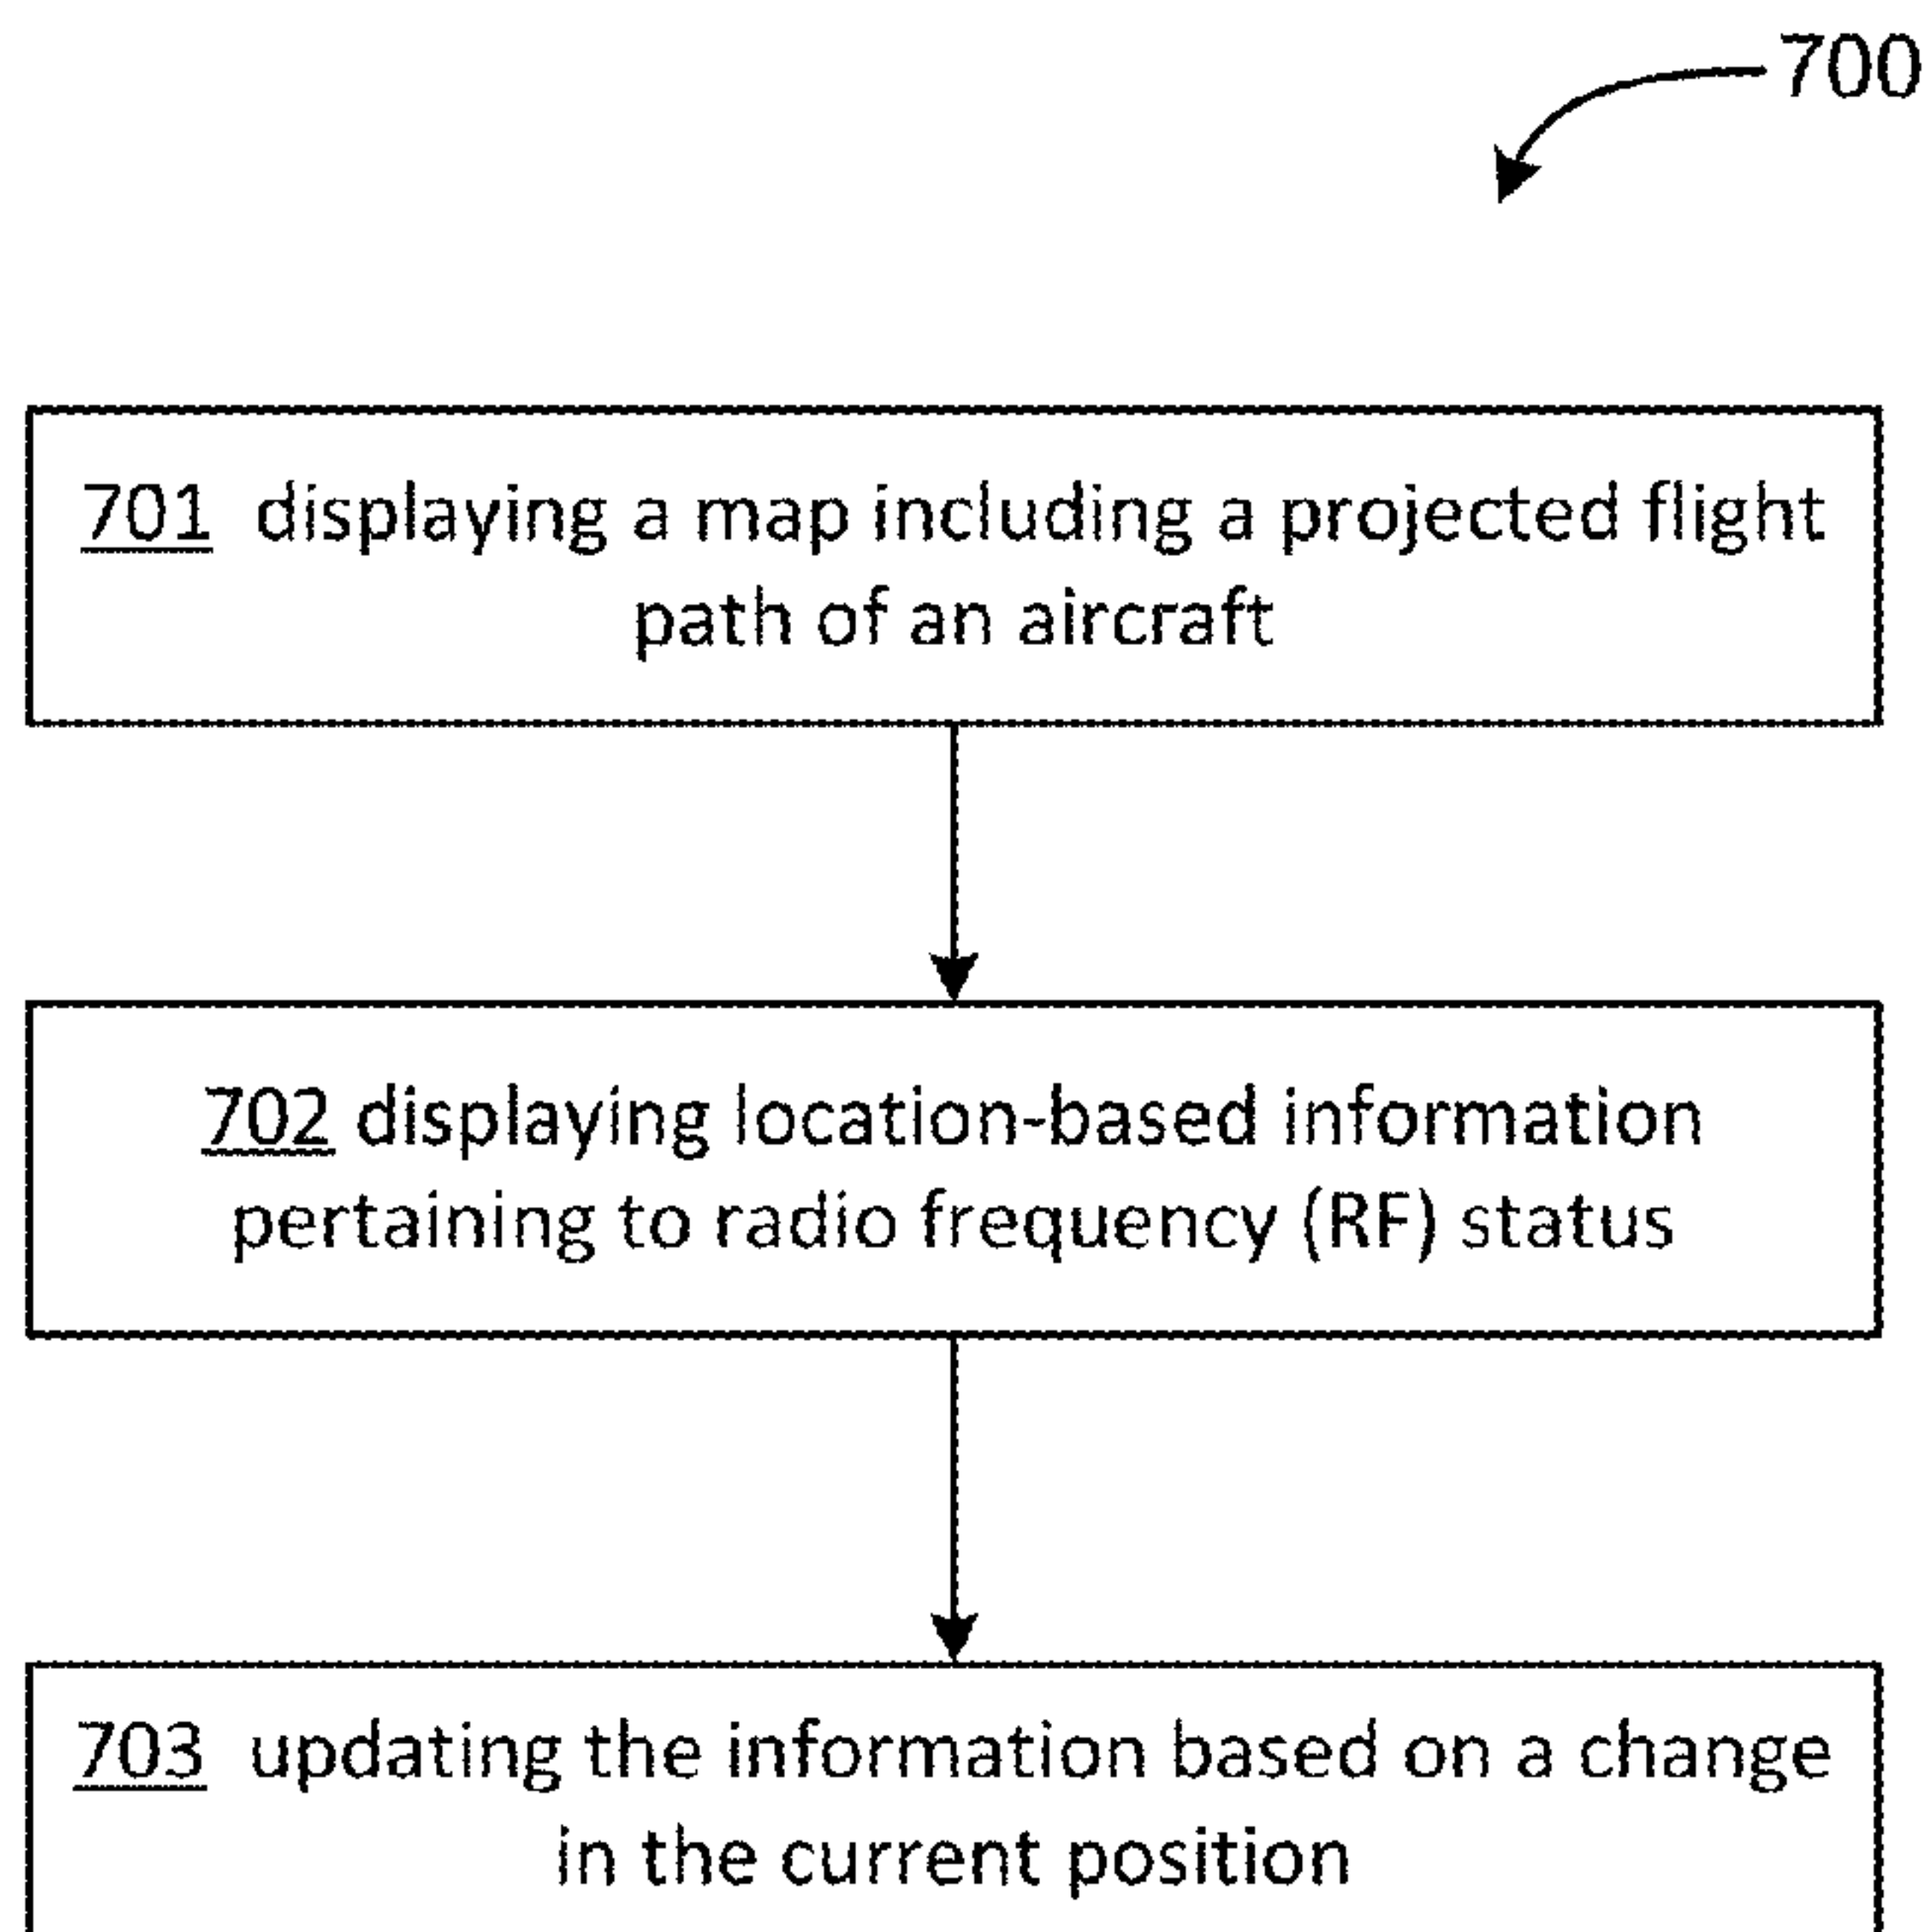 700
701 displaying a map including a projected flight
path of an aircraft
702 displaying location-based information
pertaining to radio frequency (RF) status
703 updating the information based on a change
in the current position